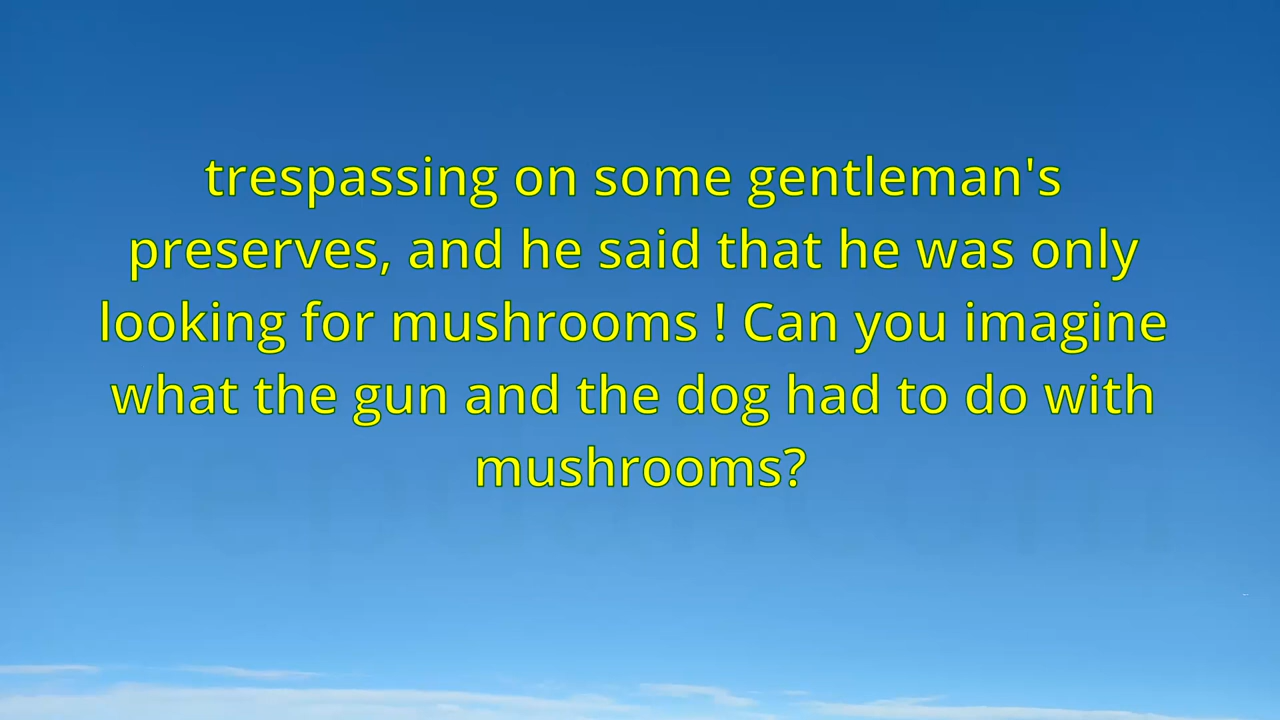 trespassing on some gentleman's
preserves, and he said that he was only
looking for mushrooms ! Can you imagine
what the gun and the dog had to do with
mushrooms?